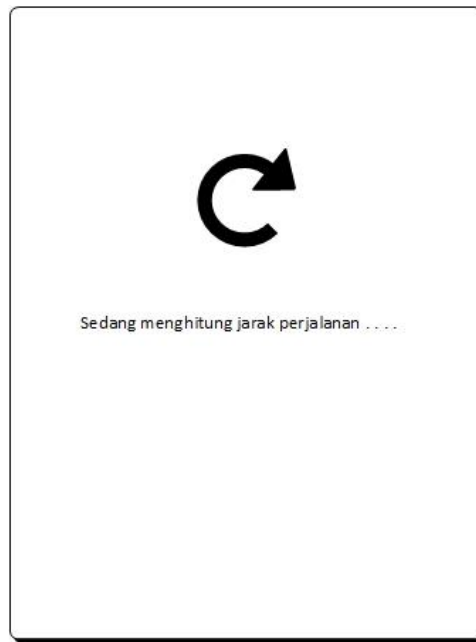 Sedang menghitung jarak perjalanan . . . .